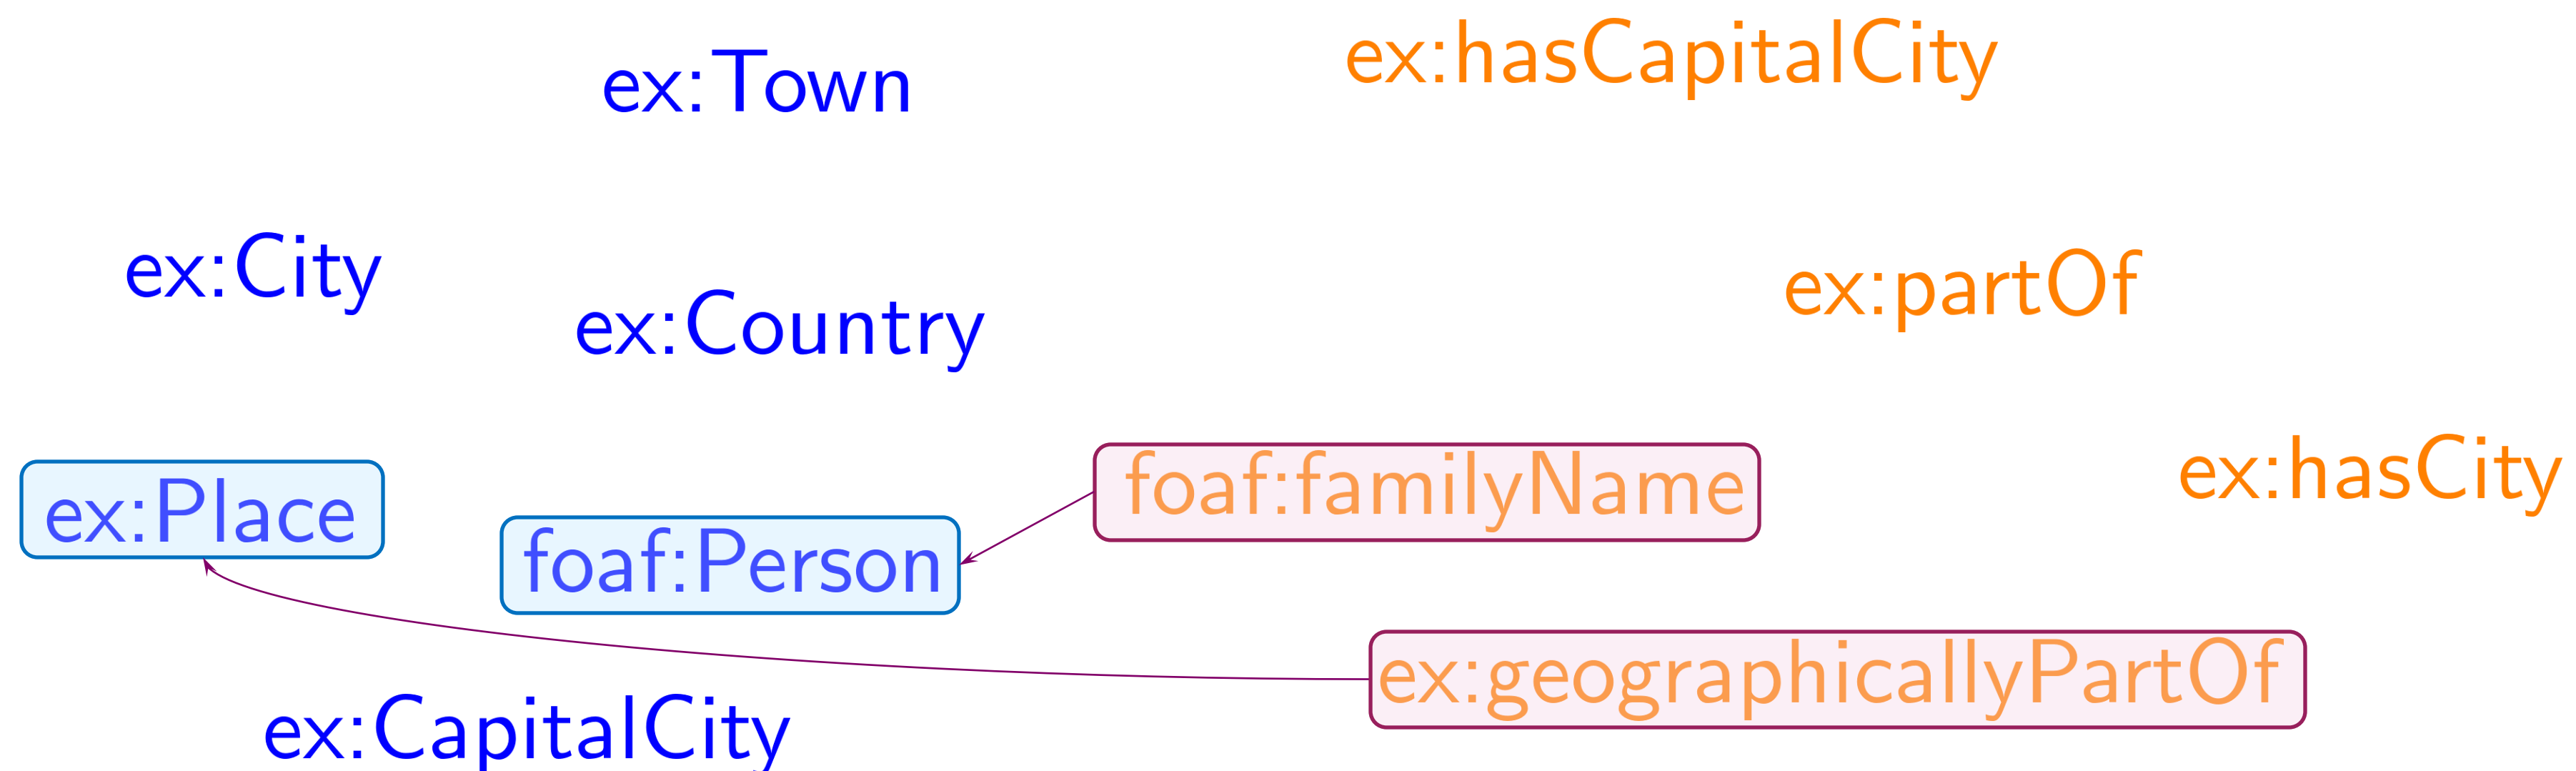 ex:hasCapitalCity
ex:Town
ex:City
ex:partOf
ex:Country
foaf:familyName
ex:hasCity
ex:Place
foaf:Person
ex:geographicallyPartOf
ex:CapitalCity